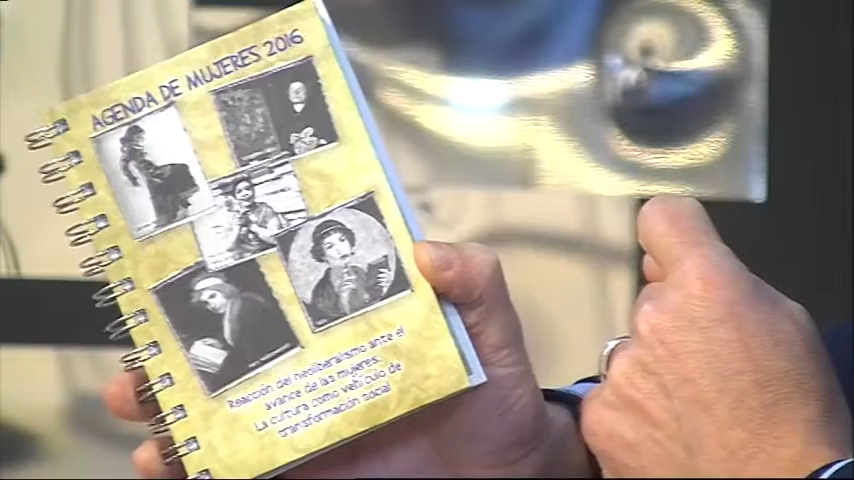 AGENDA DE MUJERES 2016
Reacción del neoliberalismo ante el
avance de las mujeres.
La cultura como vehículo de
transformación social